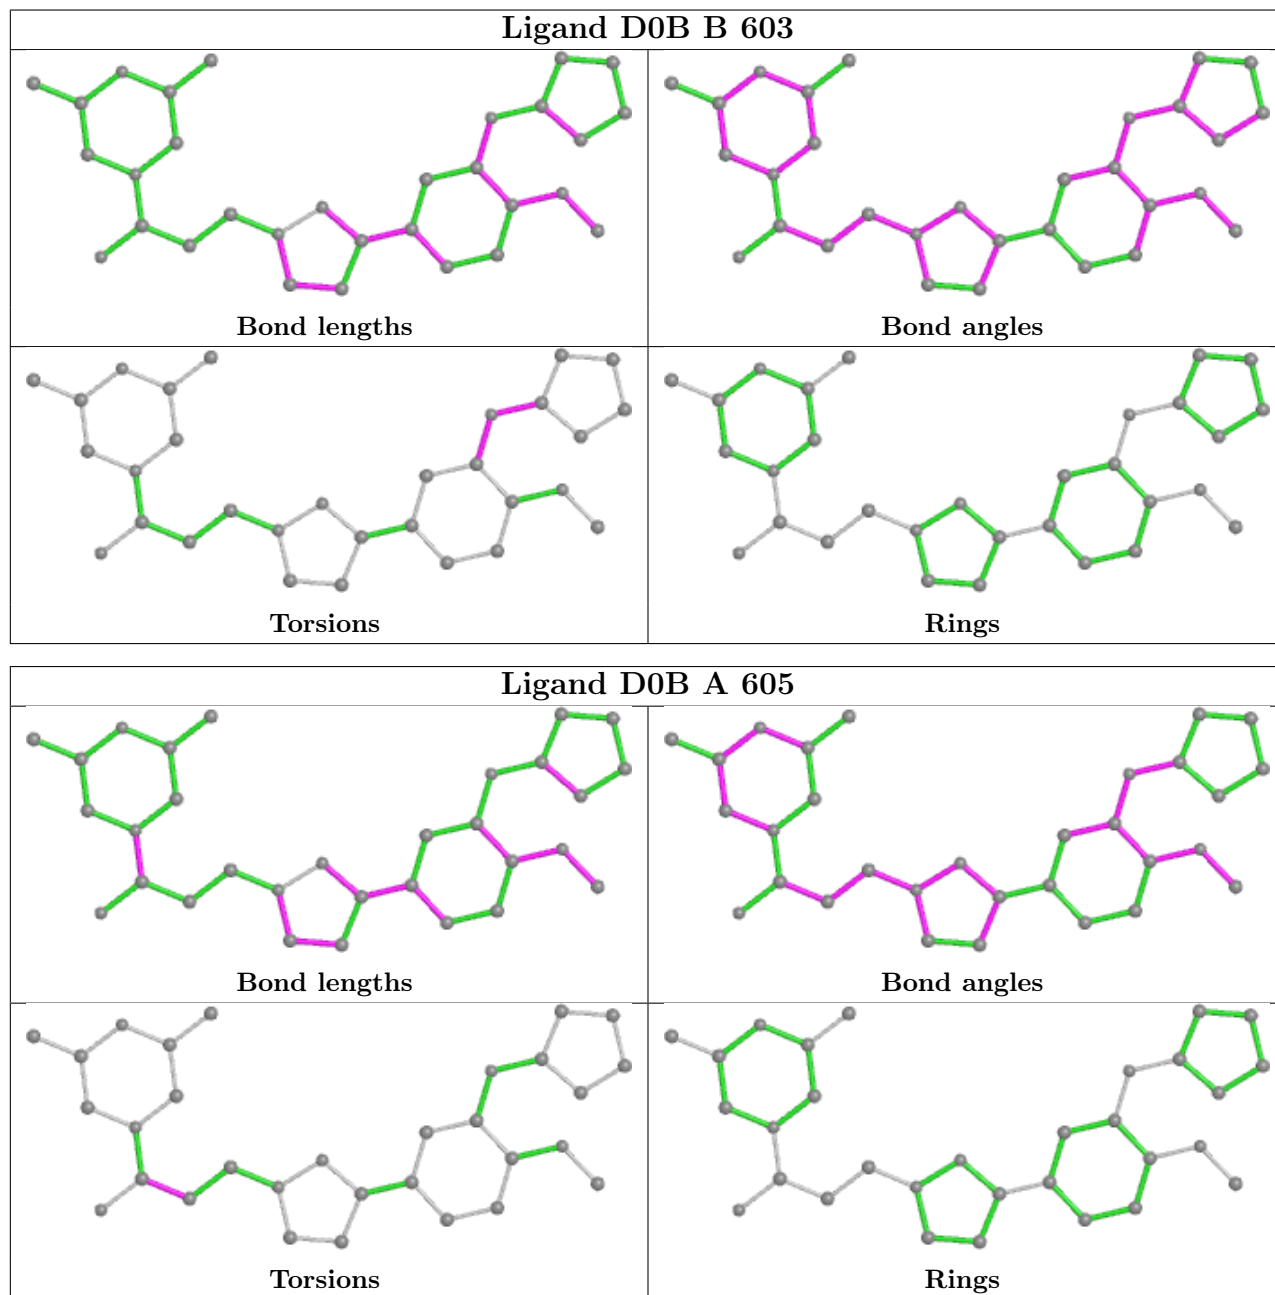 Ligand D0B B 603
Bond lengths
Bond angles
Torsions
Rings
Ligand D0B A 605
Bond lengths
Bond angles
Torsions
Rings